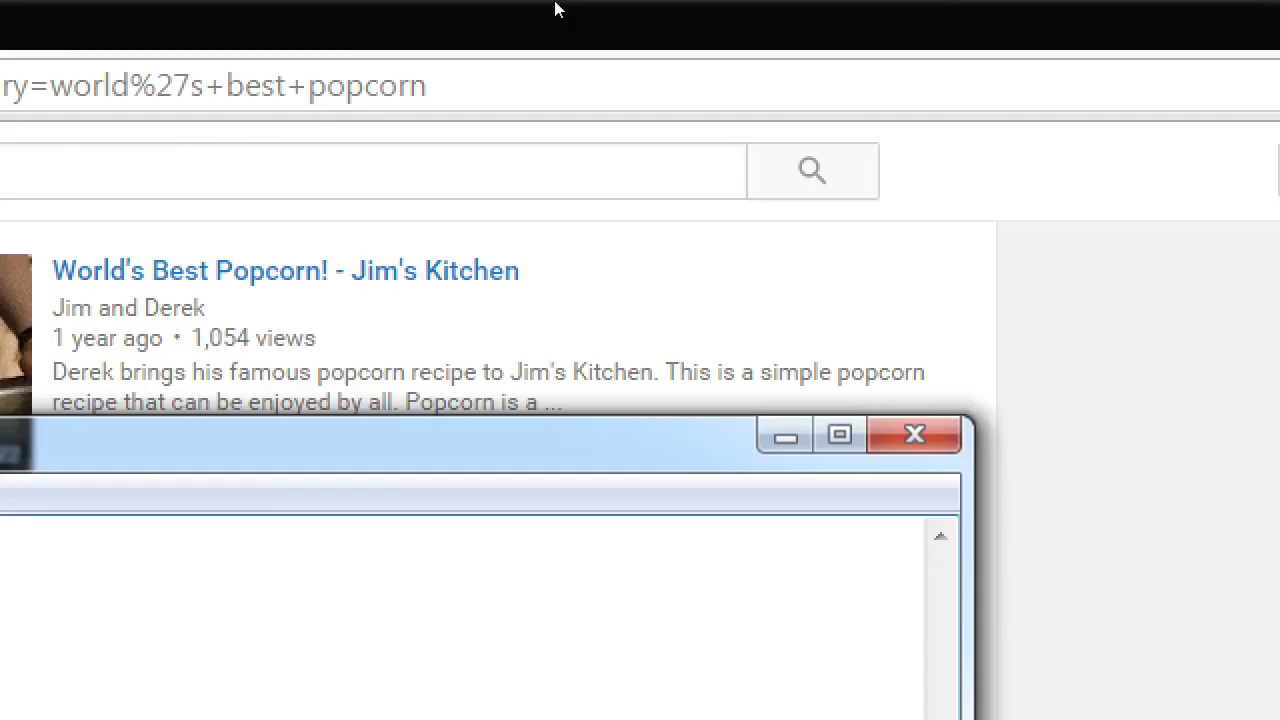 ry=world%27s+best+popcorn
World's Best Popcorn! - Jim's Kitchen
Jim and Derek
1 year ago • 1,054 views
Derek brings his famous popcorn recipe to Jim's Kitchen. This is a simple popcorn
recipe that can be enjoyed by all. Popcorn is a ...